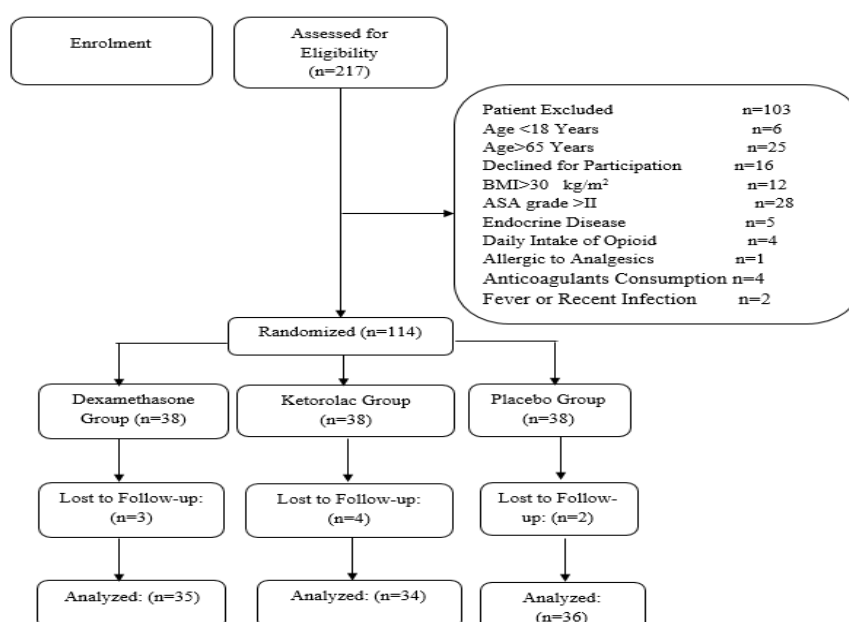 Enrolment
Assessed for
Eligibility
(n=217)
Patient Excluded n=103
Age <18 Years n=6
Age>65 Years n=25
Declined for Participation n=16
BMI>30 kg/m² n=12
ASA grade >II n=28
Endocrine Disease n=5
Daily Intake of Opioid n=4
Allergic to Analgesics n=1
Anticoagulants Consumption n=4
Fever or Recent Infection n=2
Randomized (n=114)
Dexamethasone
Group (n=38)
Ketorolac Group
(n=38)
Placebo Group
(n=38)
Lost to Follow-up:
(n=3)
Lost to Follow-up:
(n=4)
Lost to Follow-
up: (n=2)
Analyzed: (n=35)
Analyzed: (n=34)
Analyzed:
(n=36)